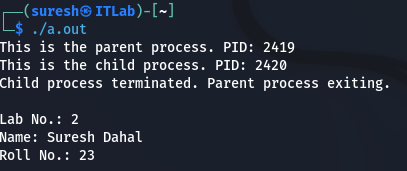 ┌──(suresh㉿ITLab)-[~]
└─$ ./a.out
This is the parent process. PID: 2419
This is the child process. PID: 2420
Child process terminated. Parent process exiting.

Lab No.: 2
Name: Suresh Dahal
Roll No.: 23